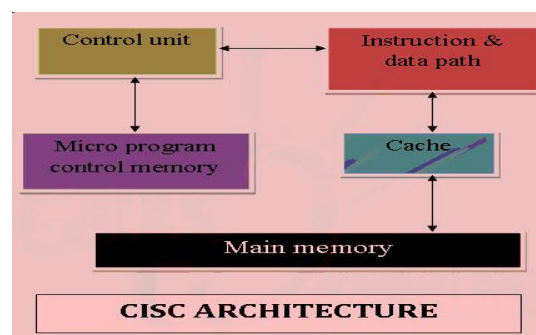 Control unit
Instruction &
data path
Micro program
control memory
Cache
Main memory
CISC ARCHITECTURE